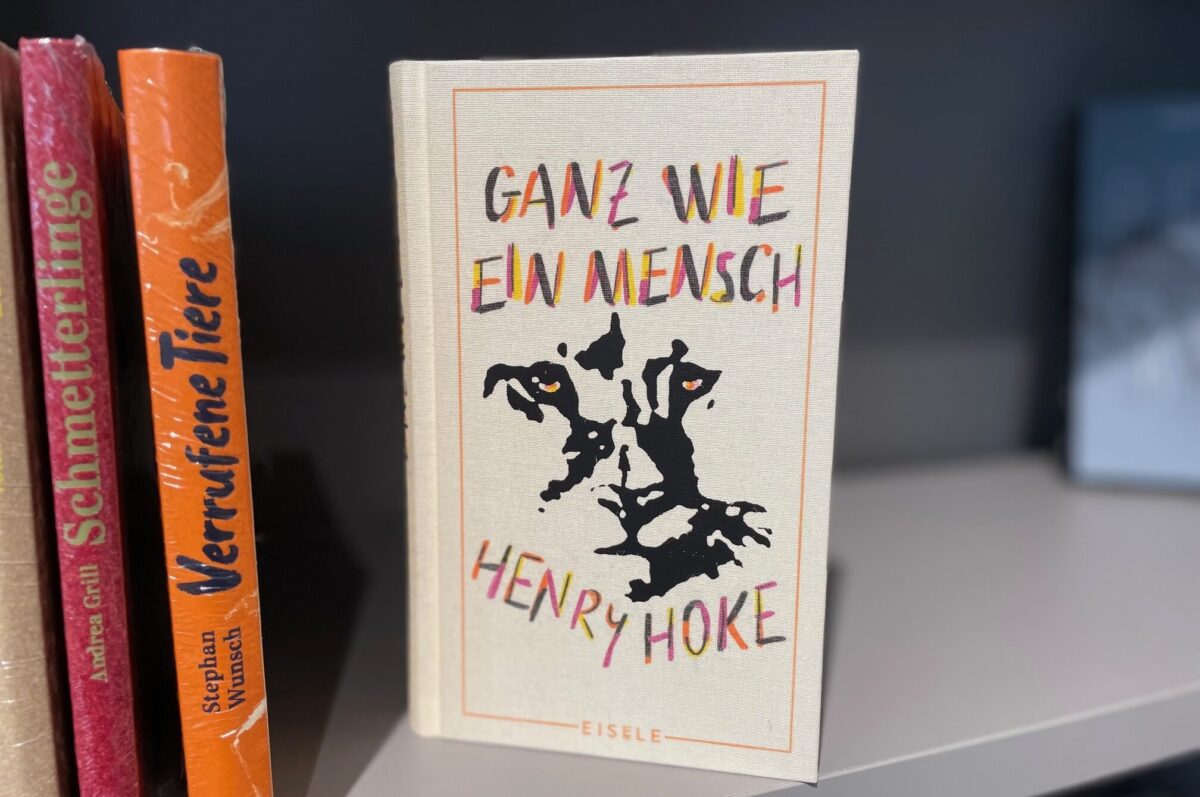 Andrea Grill Schmetterlinge
Stephan
Wunsch
Verrufene Tiere
GANZ WIE
EIN MENSCH
HENRY HOKE
EISELE